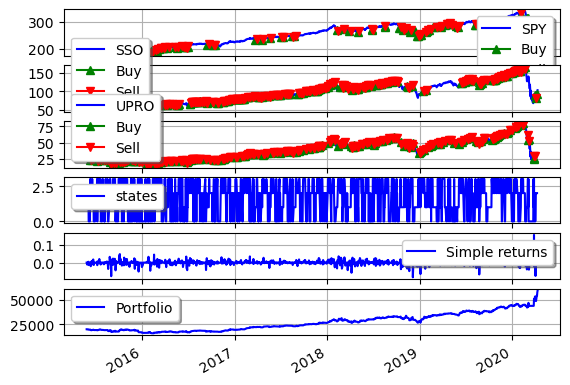 300
200
SPY
Buy
SSO
Buy
Sell
150
100
50
UPRO
Buy
Sell
75
50
25
2.5
0.0
states
0.1
0.0
Simple returns
50000
25000
Portfolio
2016
2017
2018
2019
2020